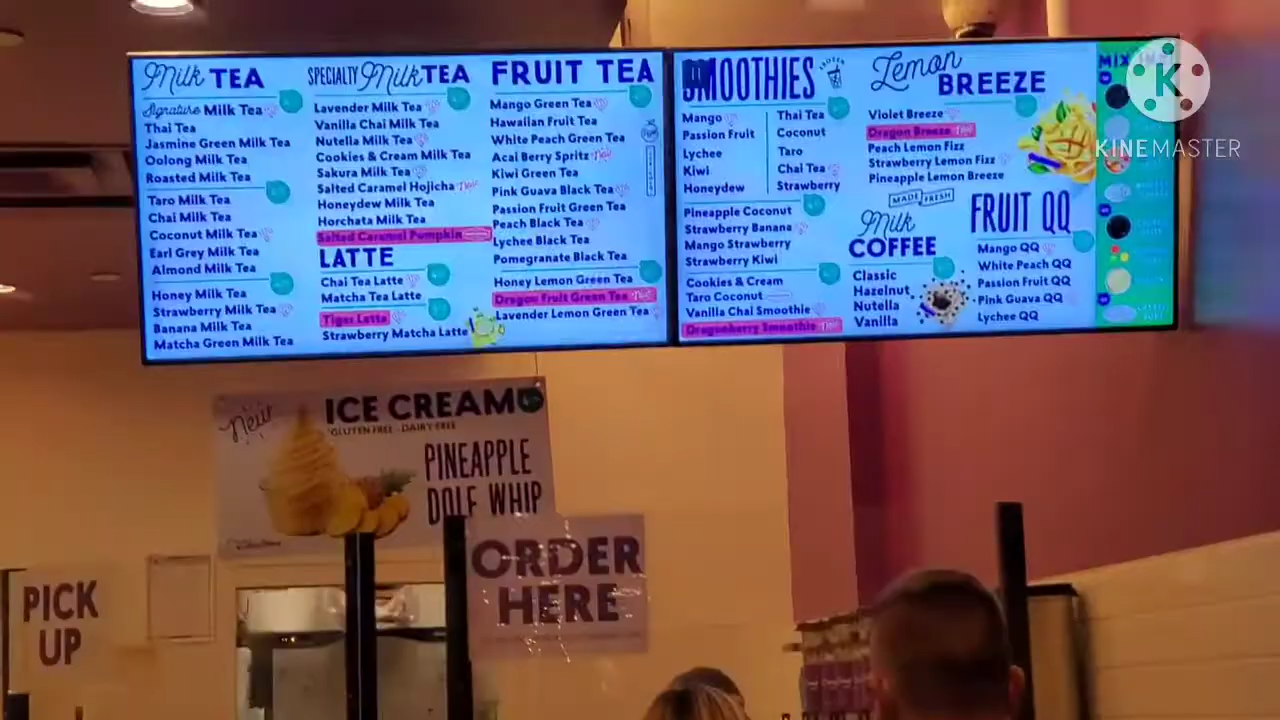 Milk TEA
Signature Milk Tea
Thai Tea
Jasmine Green Milk Tea
Oolong Milk Tea
Roasted Milk Tea
Taro Milk Tea
Chai Milk Tea
Coconut Milk Tea
Earl Grey Milk Tea
Almond Milk Tea
Honey Milk Tea
Strawberry Milk Tea
Banana Milk Tea
Matcha Green Milk Tea
SPECIALTY Milk TEA
Lavender Milk Tea
Vanilla Chai Milk Tea
Nutella Milk Tea
Cookies & Cream Milk Tea
Sakura Milk Tea
Salted Caramel Hojicha New
Honeydew Milk Tea
Horchata Milk Tea
Salted Caramel Pumpkin
LATTE
Chai Tea Latte
Matcha Tea Latte
Tiger Latte
Strawberry Matcha Latte
FRUIT TEA
Mango Green Tea
Hawaiian Fruit Tea
White Peach Green Tea
Acai Berry Spritz New
Kiwi Green Tea
Pink Guava Black Tea
Passion Fruit Green Tea
Peach Black Tea
Lychee Black Tea
Pomegranate Black Tea
Honey Lemon Green Tea
Dragon Fruit Green Tea New
Lavender Lemon Green Tea
SMOOTHIES
Mango
Passion Fruit
Lychee
Kiwi
Honeydew
Thai Tea
Coconut
Taro
Chai Tea
Strawberry
Pineapple Coconut
Strawberry Banana
Mango Strawberry
Strawberry Kiwi
Cookies & Cream
Taro Coconut
Vanilla Chai Smoothie
Dragonberry Smoothie New
Lemon
BREEZE
Violet Breeze
Dragon Breeze New
Peach Lemon Fizz
Strawberry Lemon Fizz
Pineapple Lemon Breeze
MADE FRESH
Milk
COFFEE
Classic
Hazelnut
Nutella
Vanilla
FRUIT QQ
Mango QQ
White Peach QQ
Passion Fruit QQ
Pink Guava QQ
Lychee QQ
MIX
K
KINEMASTER
New
ICE CREAM
GLUTEN FREE - DAIRY FREE
PINEAPPLE
DOLE WHIP
ORDER
HERE
PICK
UP